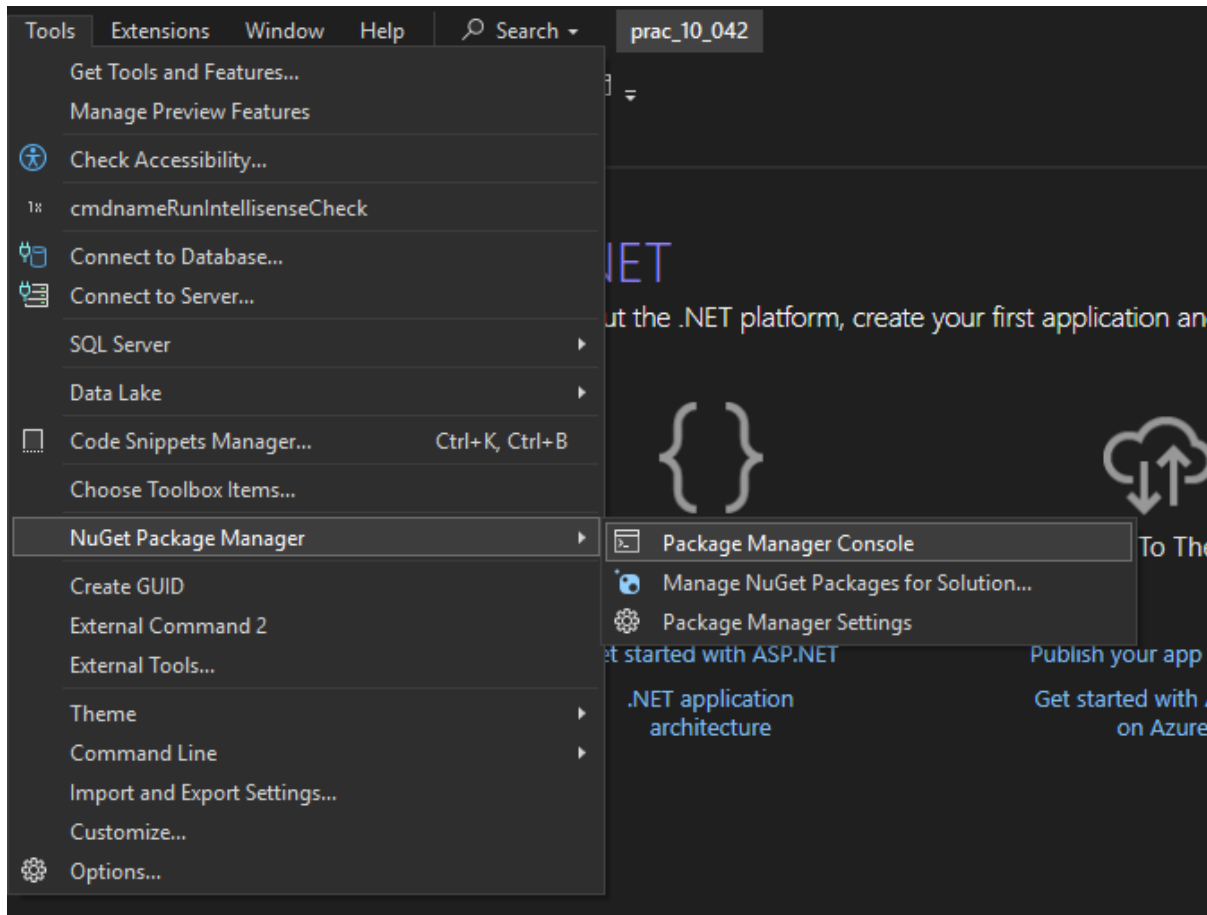 Tools Extensions Window Help Search prac_10_042
Get Tools and Features...
Manage Preview Features
Check Accessibility...
cmdnameRunIntellisenseCheck
Connect to Database...
Connect to Server...
SQL Server
Data Lake
Code Snippets Manager... Ctrl+K, Ctrl+B
Choose Toolbox Items...
NuGet Package Manager
Create GUID
External Command 2
External Tools...
Theme
Command Line
Import and Export Settings...
Customize...
Options...
Package Manager Console
Manage NuGet Packages for Solution...
Package Manager Settings
NET
ut the .NET platform, create your first application an
To The
et started with ASP.NET
.NET application
architecture
Publish your app
Get started with
on Azure